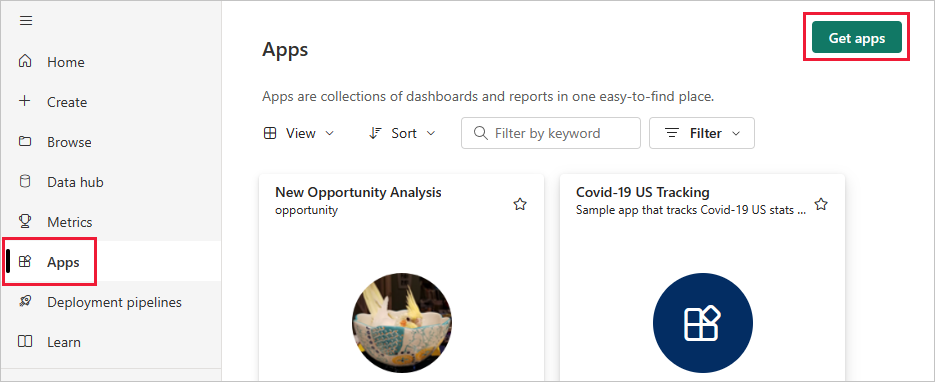 Home
Create
Browse
Data hub
Metrics
Apps
Deployment pipelines
Learn
Apps
Get apps
Apps are collections of dashboards and reports in one easy-to-find place.
View
Sort
Filter by keyword
Filter
New Opportunity Analysis
opportunity
Covid-19 US Tracking
Sample app that tracks Covid-19 US stats ...